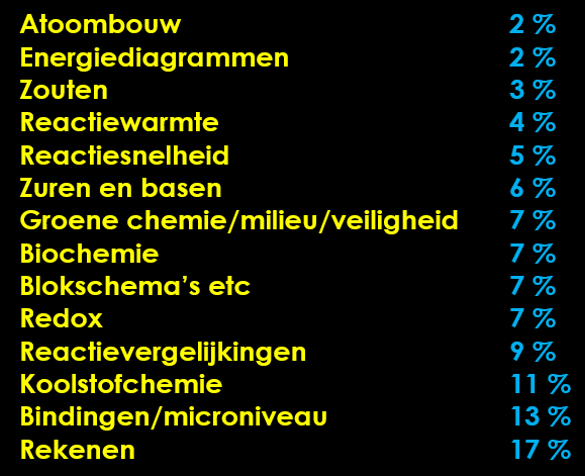 Atoombouw 2 %
Energiediagrammen 2 %
Zouten 3 %
Reactiewarmte 4 %
Reactiesnelheid 5 %
Zuren en basen 6 %
Groene chemie/milieu/veiligheid 7 %
Biochemie 7 %
Blokschema’s etc 7 %
Redox 7 %
Reactievergelijkingen 9 %
Koolstofchemie 11 %
Bindingen/microniveau 13 %
Rekenen 17 %